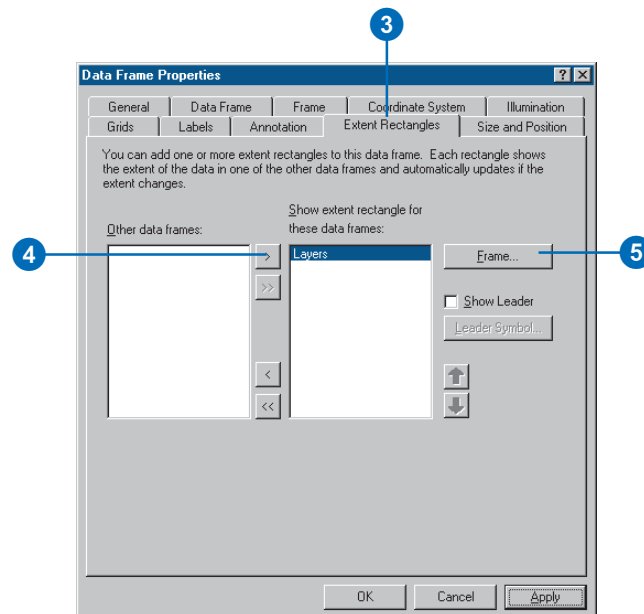 3
Data Frame Properties
? ×
General Data Frame Frame Coordinate System Illumination
Grids Labels Annotation Extent Rectangles Size and Position
You can add one or more extent rectangles to this data frame. Each rectangle shows
the extent of the data in one of the other data frames and automatically updates if the
extent changes.
Show extent rectangle for
Other data frames: these data frames:
4 > Layers Frame... 5
>>
Show Leader
Leader Symbol...
<
<<
OK Cancel Apply